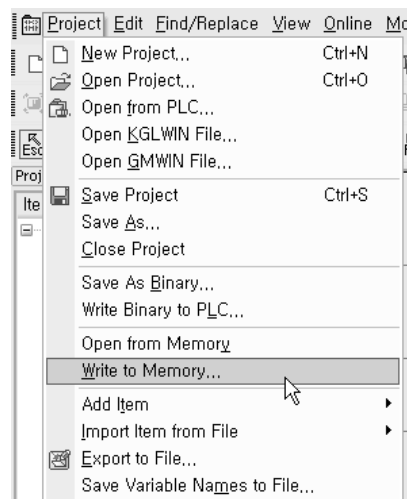 Project Edit Find/Replace View Online Mo
New Project... Ctrl+N
Open Project... Ctrl+O
Open from PLC...
Open KGLWIN File...
Open GMWIN File...
Esc
Proj
Save Project Ctrl+S
Ite
Save As...
Close Project
Save As Binary...
Write Binary to PLC...
Open from Memory
Write to Memory...
Add Item
Import Item from File
Export to File...
Save Variable Names to File...